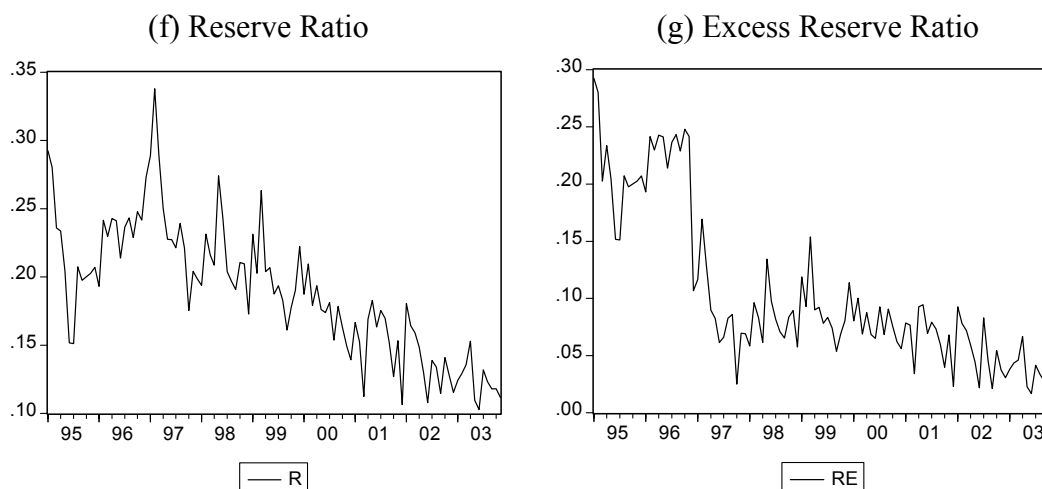 (f) Reserve Ratio
.35
.30
.25
.20
.15
.10
95 96 97 98 99 00 01 02 03
R
(g) Excess Reserve Ratio
.30
.25
.20
.15
.10
.05
.00
95 96 97 98 99 00 01 02 03
RE